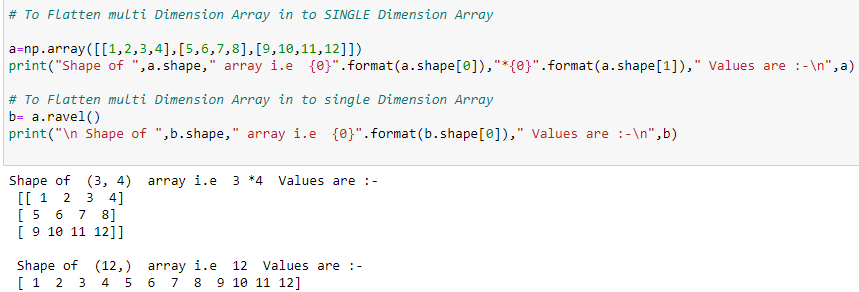 # To Flatten multi Dimension Array in to SINGLE Dimension Array
a=np.array([[1,2,3,4],[5,6,7,8],[9,10,11,12]])
print("Shape of ",a.shape," array i.e  {0}".format(a.shape[0]),"*{0}".format(a.shape[1])," Values are :-\n",a)
# To Flatten multi Dimension Array in to single Dimension Array
b= a.ravel()
print("\n Shape of ",b.shape," array i.e  {0}".format(b.shape[0])," Values are :-\n",b)
Shape of  (3, 4)  array i.e  3 *4  Values are :-
 [[ 1  2  3  4]
 [ 5  6  7  8]
 [ 9 10 11 12]]
 Shape of  (12,)  array i.e  12  Values are :-
 [ 1  2  3  4  5  6  7  8  9 10 11 12]